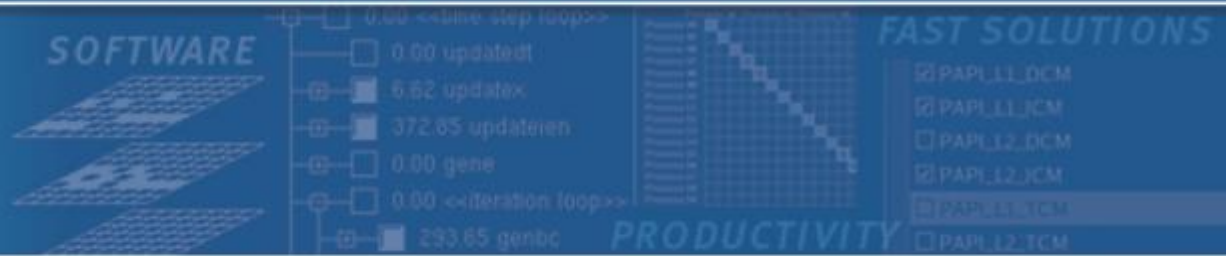 SOFTWARE
0.00 <<time step loop>>
0.00 updatedt
6.62 updatex
372.65 updateien
0.00 gene
0.00 <<iteration loop>>
293.65 genbc
PRODUCTIVITY
FAST SOLUTIONS
PAPI_L1_DCM
PAPI_L1_ICM
PAPI_L2_DCM
PAPI_L2_ICM
PAPI_L1_TCM
PAPI_L2_TCM